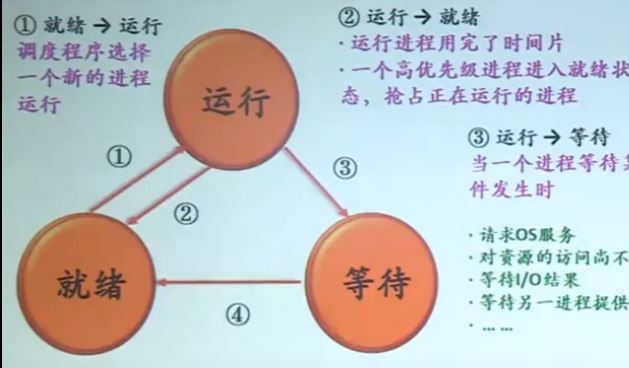 ① 就绪 → 运行
调度程序选择
一个新的进程
运行
② 运行 → 就绪
· 运行进程用完了时间片
· 一个高优先级进程进入就绪状
态，抢占正在运行的进程
运行
①
②
③
③ 运行 → 等待
当一个进程等待某
件发生时
就绪
等待
④
· 请求OS服务
· 对资源的访问尚不
· 等待I/O结果
· 等待另一进程提供
· … …